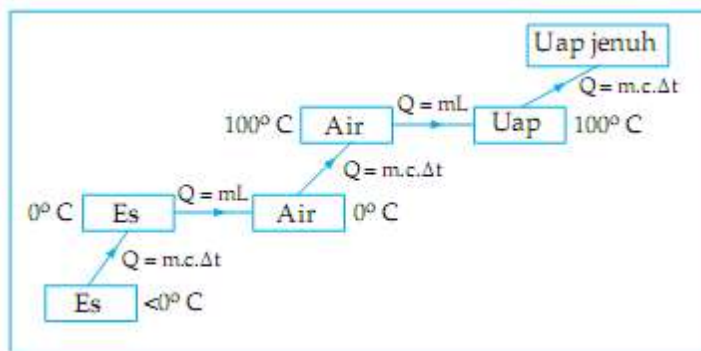 Uap jenuh
Q = m.c.Δt
Q = mL
100° C Air Uap 100° C
Q = m.c.Δt
Q = mL
0° C Es Air 0° C
Q = m.c.Δt
Es <0° C